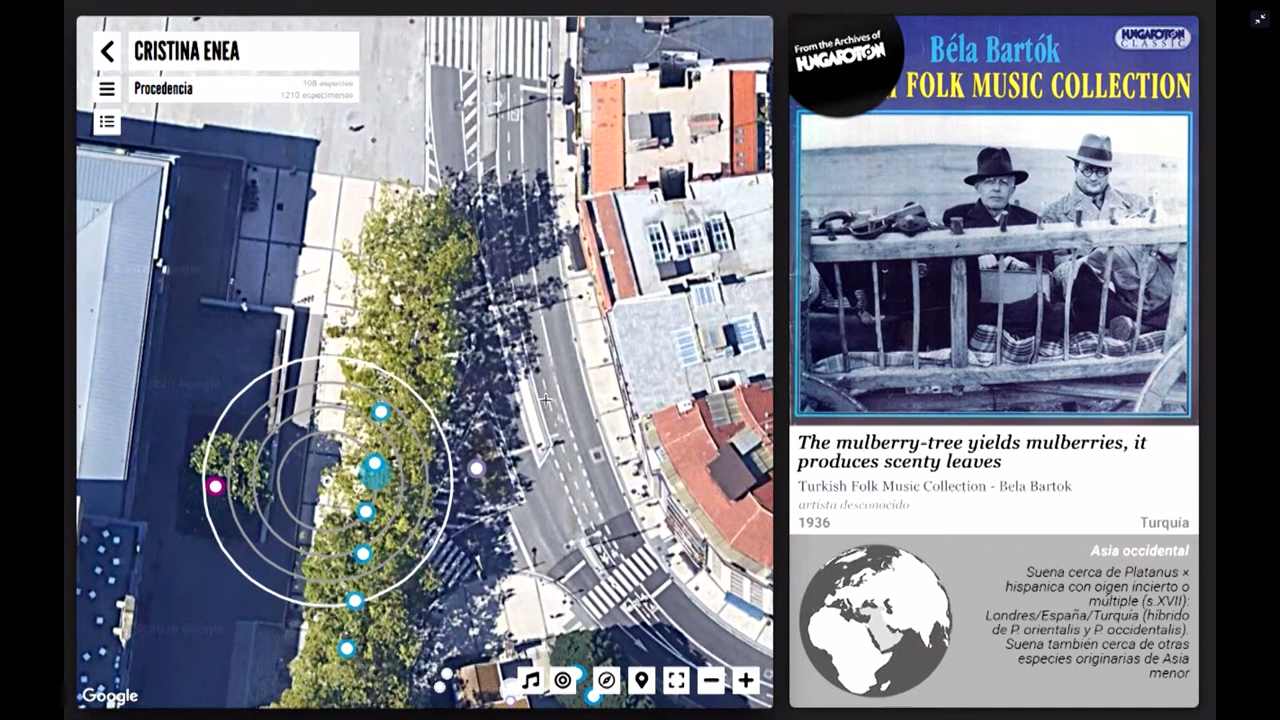 CRISTINA ENEA
Procedencia
108 especies
1210 especímenes
Google
From the Archives of
HUNGAROTON
HUNGAROTON
CLASSIC
Béla Bartók
FOLK MUSIC COLLECTION
The mulberry-tree yields mulberries, it
produces scenty leaves
Turkish Folk Music Collection - Bela Bartok
artista desconocido
1936
Turquía
Asia occidental
Suena cerca de Platanus ×
hispanica con oigen incierto o
múltiple (s.XVII):
Londres/España/Turquía (híbrido
de P. orientalis y P. occidentalis).
Suena también cerca de otras
especies originarias de Asia
menor